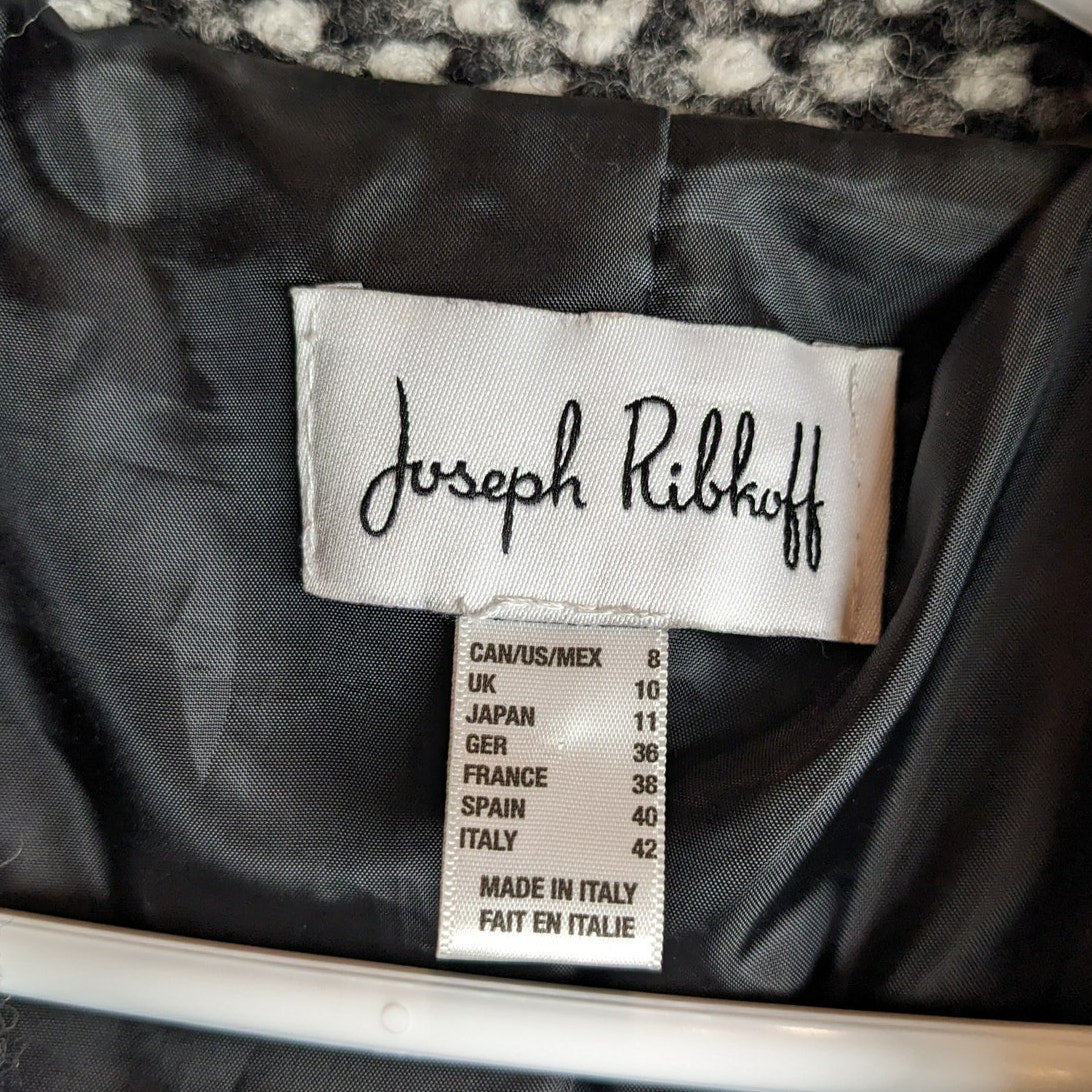 Joseph Ribkoff
CAN/US/MEX 8
UK 10
JAPAN 11
GER 36
FRANCE 38
SPAIN 40
ITALY 42
MADE IN ITALY
FAIT EN ITALIE